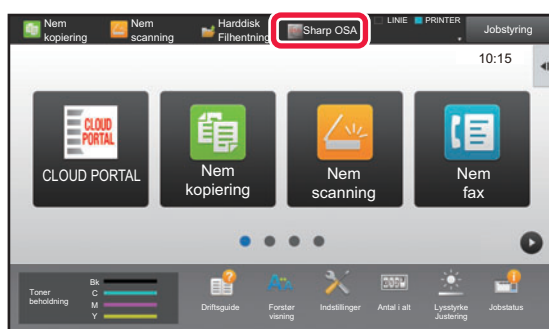 Nem
kopiering
Nem
scanning
Harddisk
Filhentning
Sharp OSA
LINIE
PRINTER
Jobstyring
10:15
CLOUD
PORTAL
CLOUD PORTAL
Nem
kopiering
Nem
scanning
Nem
fax
Toner
beholdning
Bk
C
M
Y
Driftsguide
Forstør
visning
Indstillinger
Antal i alt
Lysstyrke
Justering
Jobstatus